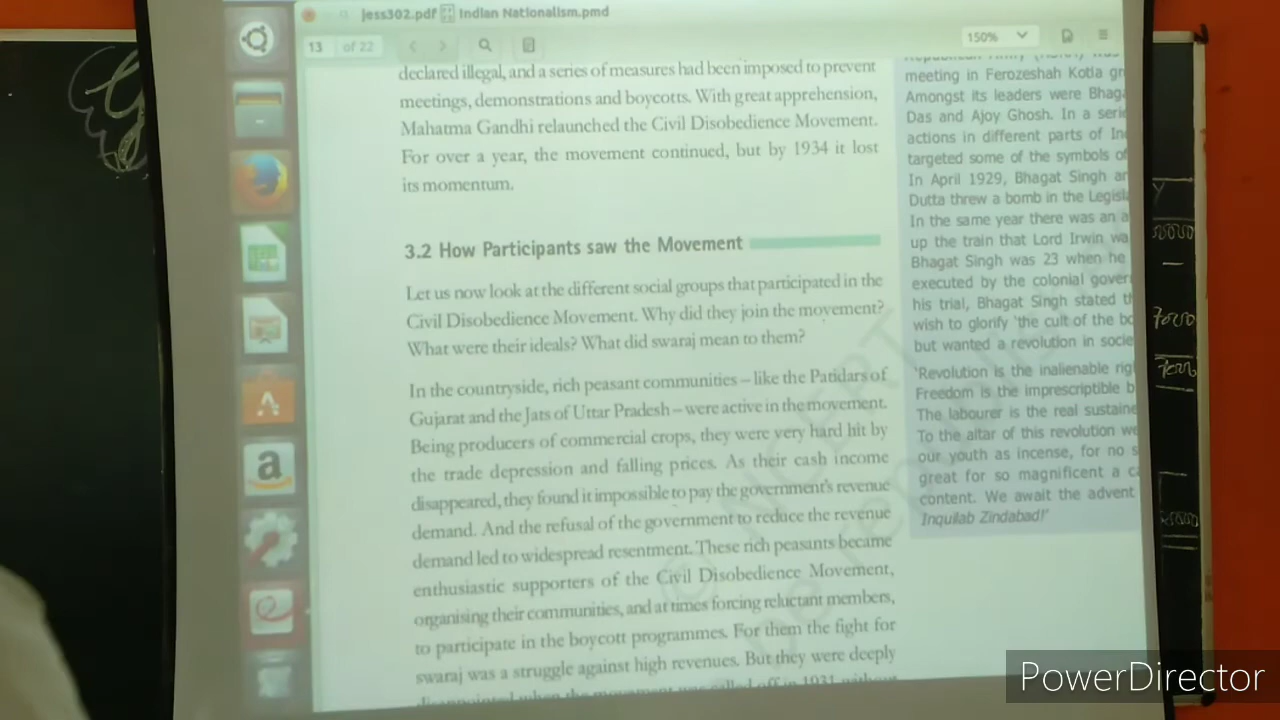 jess302.pdf Indian Nationalism.pmd
13 of 22
150%
declared illegal, and a series of measures had been imposed to prevent
meetings, demonstrations and boycotts. With great apprehension,
Mahatma Gandhi relaunched the Civil Disobedience Movement.
For over a year, the movement continued, but by 1934 it lost
its momentum.
3.2 How Participants saw the Movement
Let us now look at the different social groups that participated in the
Civil Disobedience Movement. Why did they join the movement?
What were their ideals? What did swaraj mean to them?
In the countryside, rich peasant communities – like the Patidars of
Gujarat and the Jats of Uttar Pradesh – were active in the movement.
Being producers of commercial crops, they were very hard hit by
the trade depression and falling prices. As their cash income
disappeared, they found it impossible to pay the government's revenue
demand. And the refusal of the government to reduce the revenue
demand led to widespread resentment. These rich peasants became
enthusiastic supporters of the Civil Disobedience Movement,
organising their communities, and at times forcing reluctant members,
to participate in the boycott programmes. For them the fight for
swaraj was a struggle against high revenues. But they were deeply
called off in 1931 without
meeting in Ferozeshah Kotla
Amongst its leaders were
Das and Ajoy Ghosh. In a
actions in different parts of
targeted some of the symbols
In April 1929, Bhagat Singh
Dutta threw a bomb in the
In the same year there was an
up the train that Lord Irwin
Bhagat Singh was 23 when he
executed by the colonial
his trial, Bhagat Singh stated
wish to glorify 'the cult of the
but wanted a revolution in
'Revolution is the inalienable
Freedom is the imprescriptible
The labourer is the real
To the altar of this revolution
our youth as incense, for no
great for so magnificent a
content. We await the advent
Inquilab Zindabad!'
© NCERT
be republished
PowerDirector